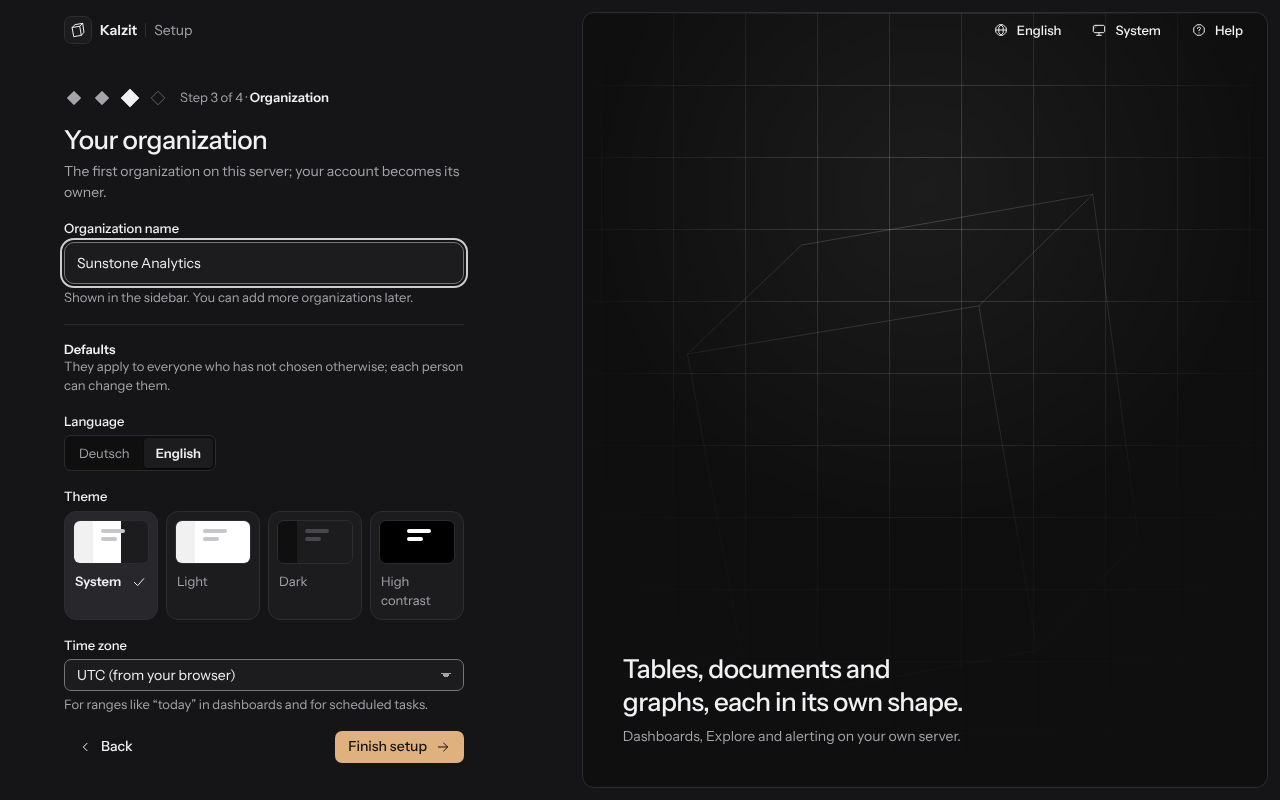 Kalzit
Setup
English
System
Help
Step 3 of 4 · Organization
Your organization
The first organization on this server; your account becomes its
owner.
Organization name
Sunstone Analytics
Shown in the sidebar. You can add more organizations later.
Defaults
They apply to everyone who has not chosen otherwise; each person
can change them.
Language
Deutsch
English
Theme
System
Light
Dark
High
contrast
Time zone
UTC (from your browser)
For ranges like “today” in dashboards and for scheduled tasks.
Back
Finish setup
Tables, documents and
graphs, each in its own shape.
Dashboards, Explore and alerting on your own server.